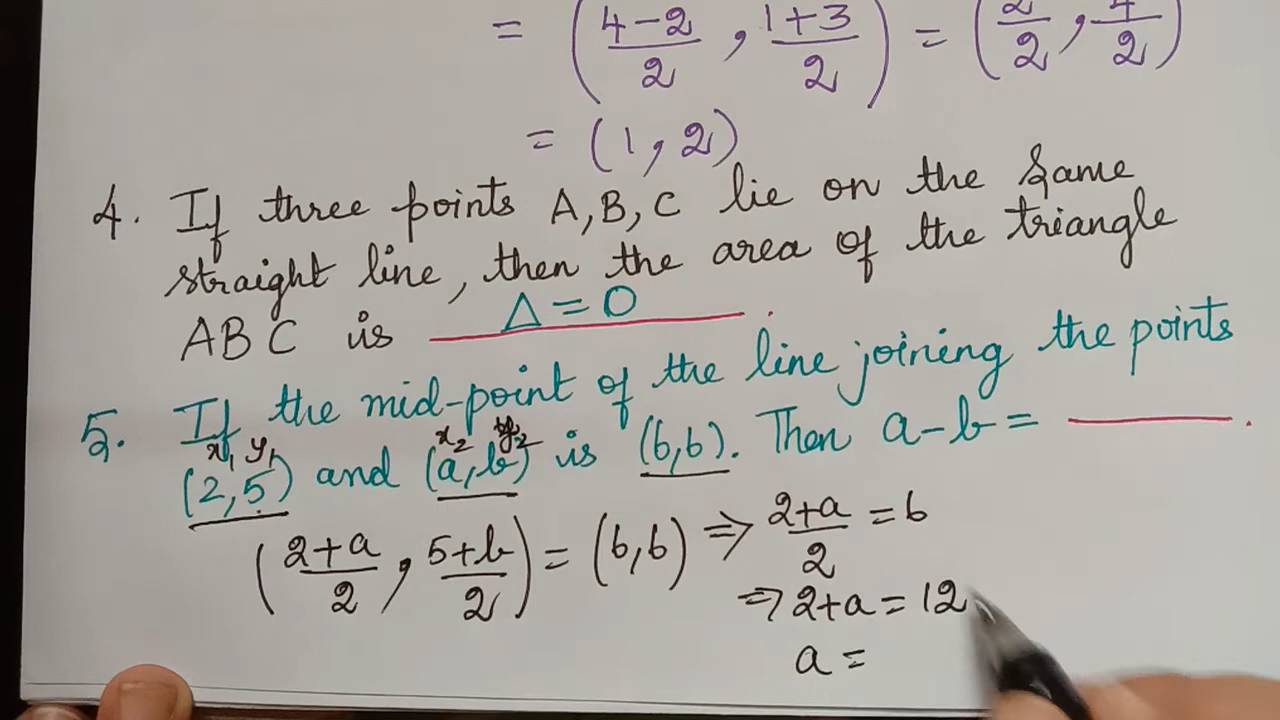 = (4-2/2, 1+3/2) = (2/2, 4/2)
= (1, 2)
4. If three points A, B, C lie on the same
straight line, then the area of the triangle
ABC is Δ = 0.
5. If the mid-point of the line joining the points
x₁ y₁ x₂ y₂
(2, 5) and (a, b) is (6,6). Then a - b = ______.
(2+a/2, 5+b/2) = (6,6) ⇒ 2+a/2 = 6
⇒ 2+a = 12
a =